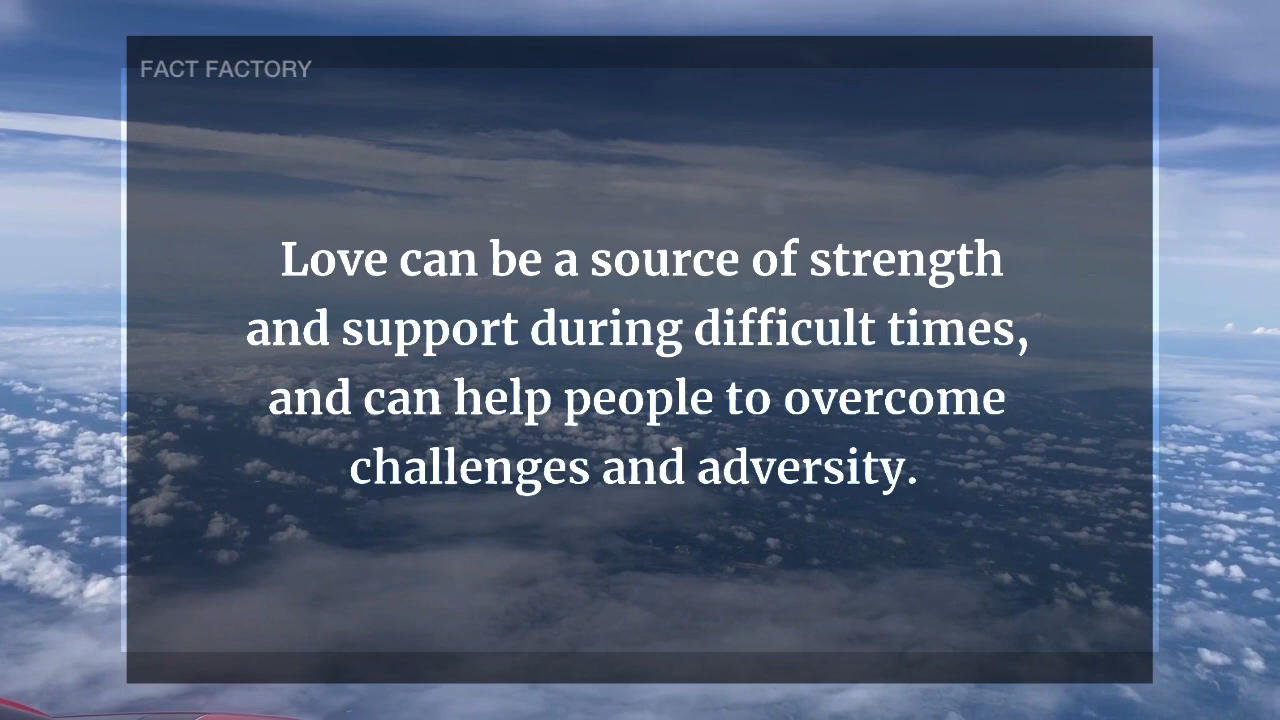 FACT FACTORY
Love can be a source of strength
and support during difficult times,
and can help people to overcome
challenges and adversity.